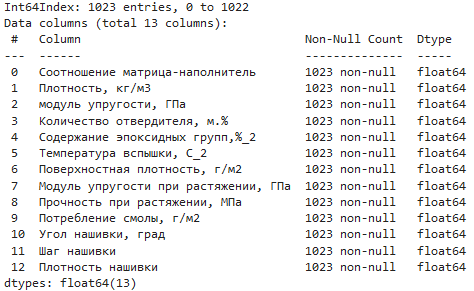 Int64Index: 1023 entries, 0 to 1022
Data columns (total 13 columns):
 #   Column                                Non-Null Count  Dtype
---  ------                                --------------  -----
 0   Соотношение матрица-наполнитель       1023 non-null   float64
 1   Плотность, кг/м3                      1023 non-null   float64
 2   модуль упругости, ГПа                 1023 non-null   float64
 3   Количество отвердителя, м.%           1023 non-null   float64
 4   Содержание эпоксидных групп,%_2       1023 non-null   float64
 5   Температура вспышки, С_2              1023 non-null   float64
 6   Поверхностная плотность, г/м2         1023 non-null   float64
 7   Модуль упругости при растяжении, ГПа  1023 non-null   float64
 8   Прочность при растяжении, МПа         1023 non-null   float64
 9   Потребление смолы, г/м2               1023 non-null   float64
 10  Угол нашивки, град                    1023 non-null   float64
 11  Шаг нашивки                           1023 non-null   float64
 12  Плотность нашивки                     1023 non-null   float64
dtypes: float64(13)